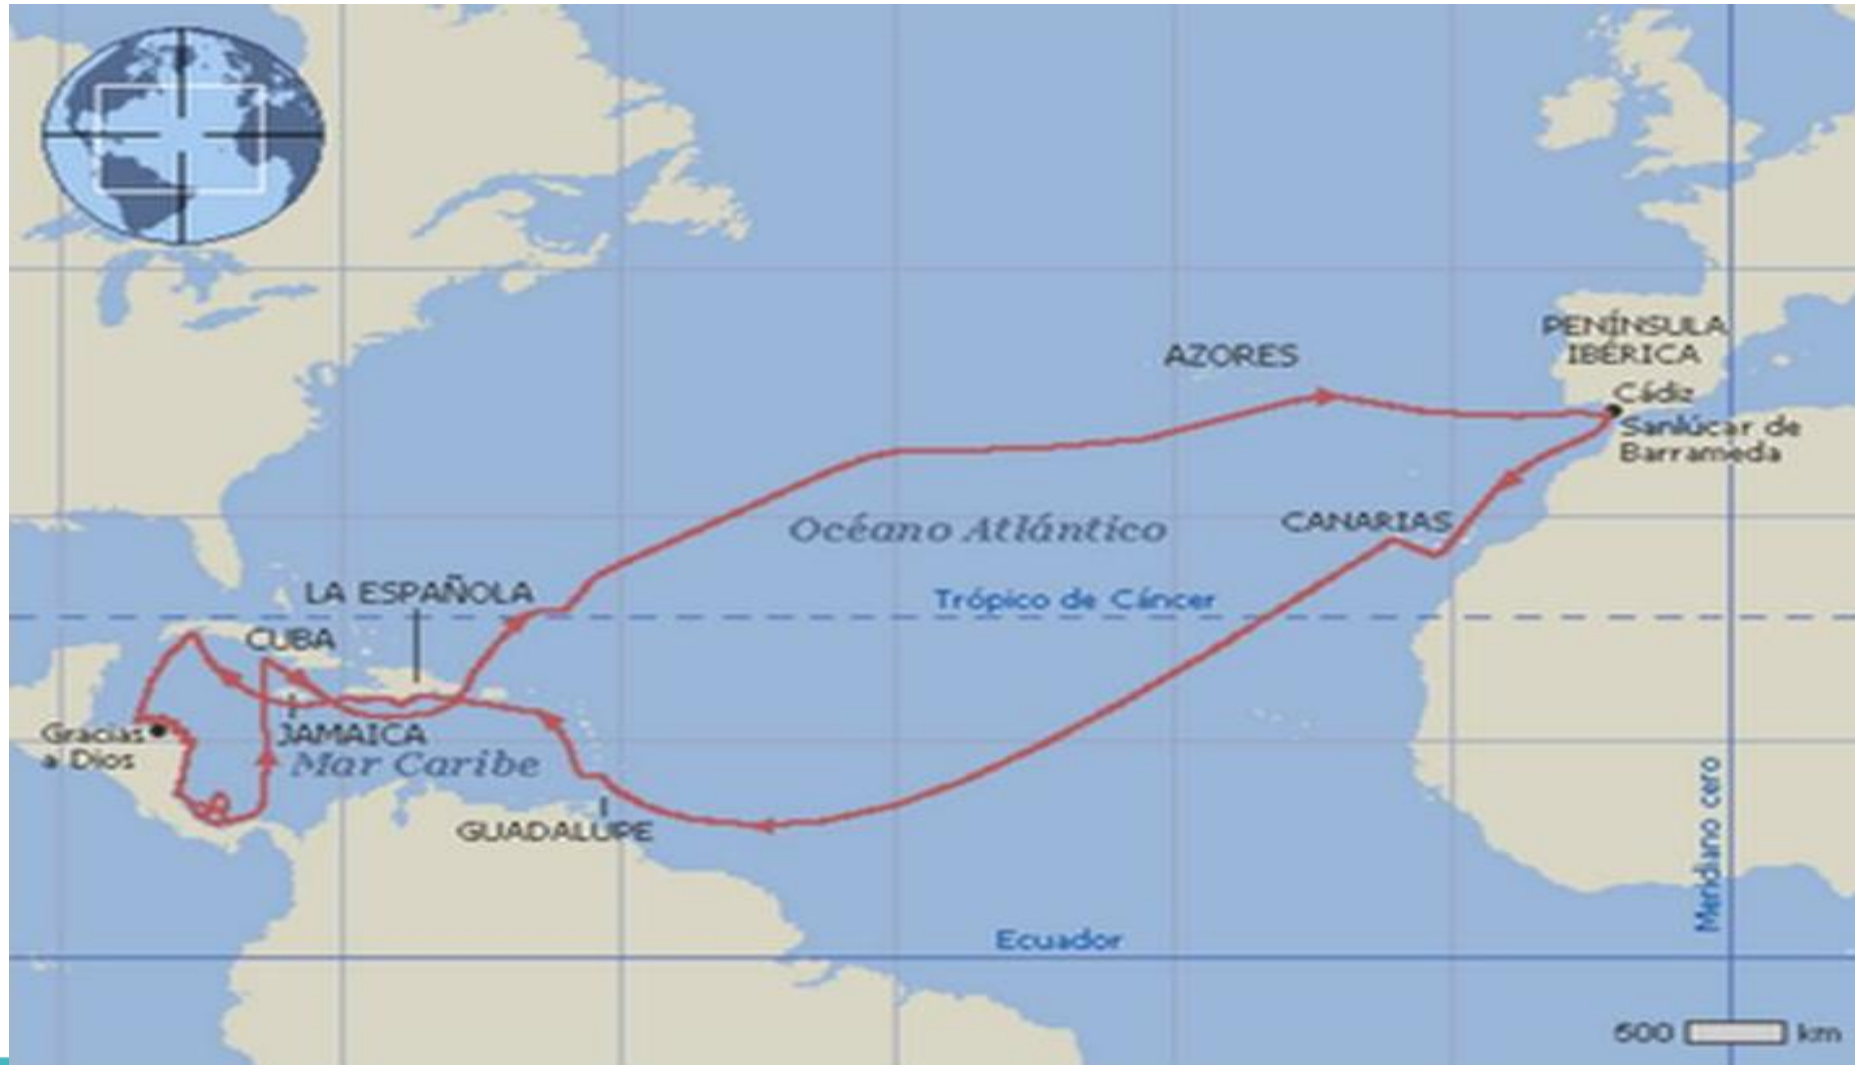 PENÍNSULA
IBÉRICA
AZORES
Cádiz
Sanlúcar de
Barrameda
Océano Atlántico
CANARIAS
LA ESPAÑOLA
Trópico de Cáncer
CUBA
Gracias
a Dios
JAMAICA
Mar Caribe
GUADALUPE
Meridiano cero
Ecuador
500 km